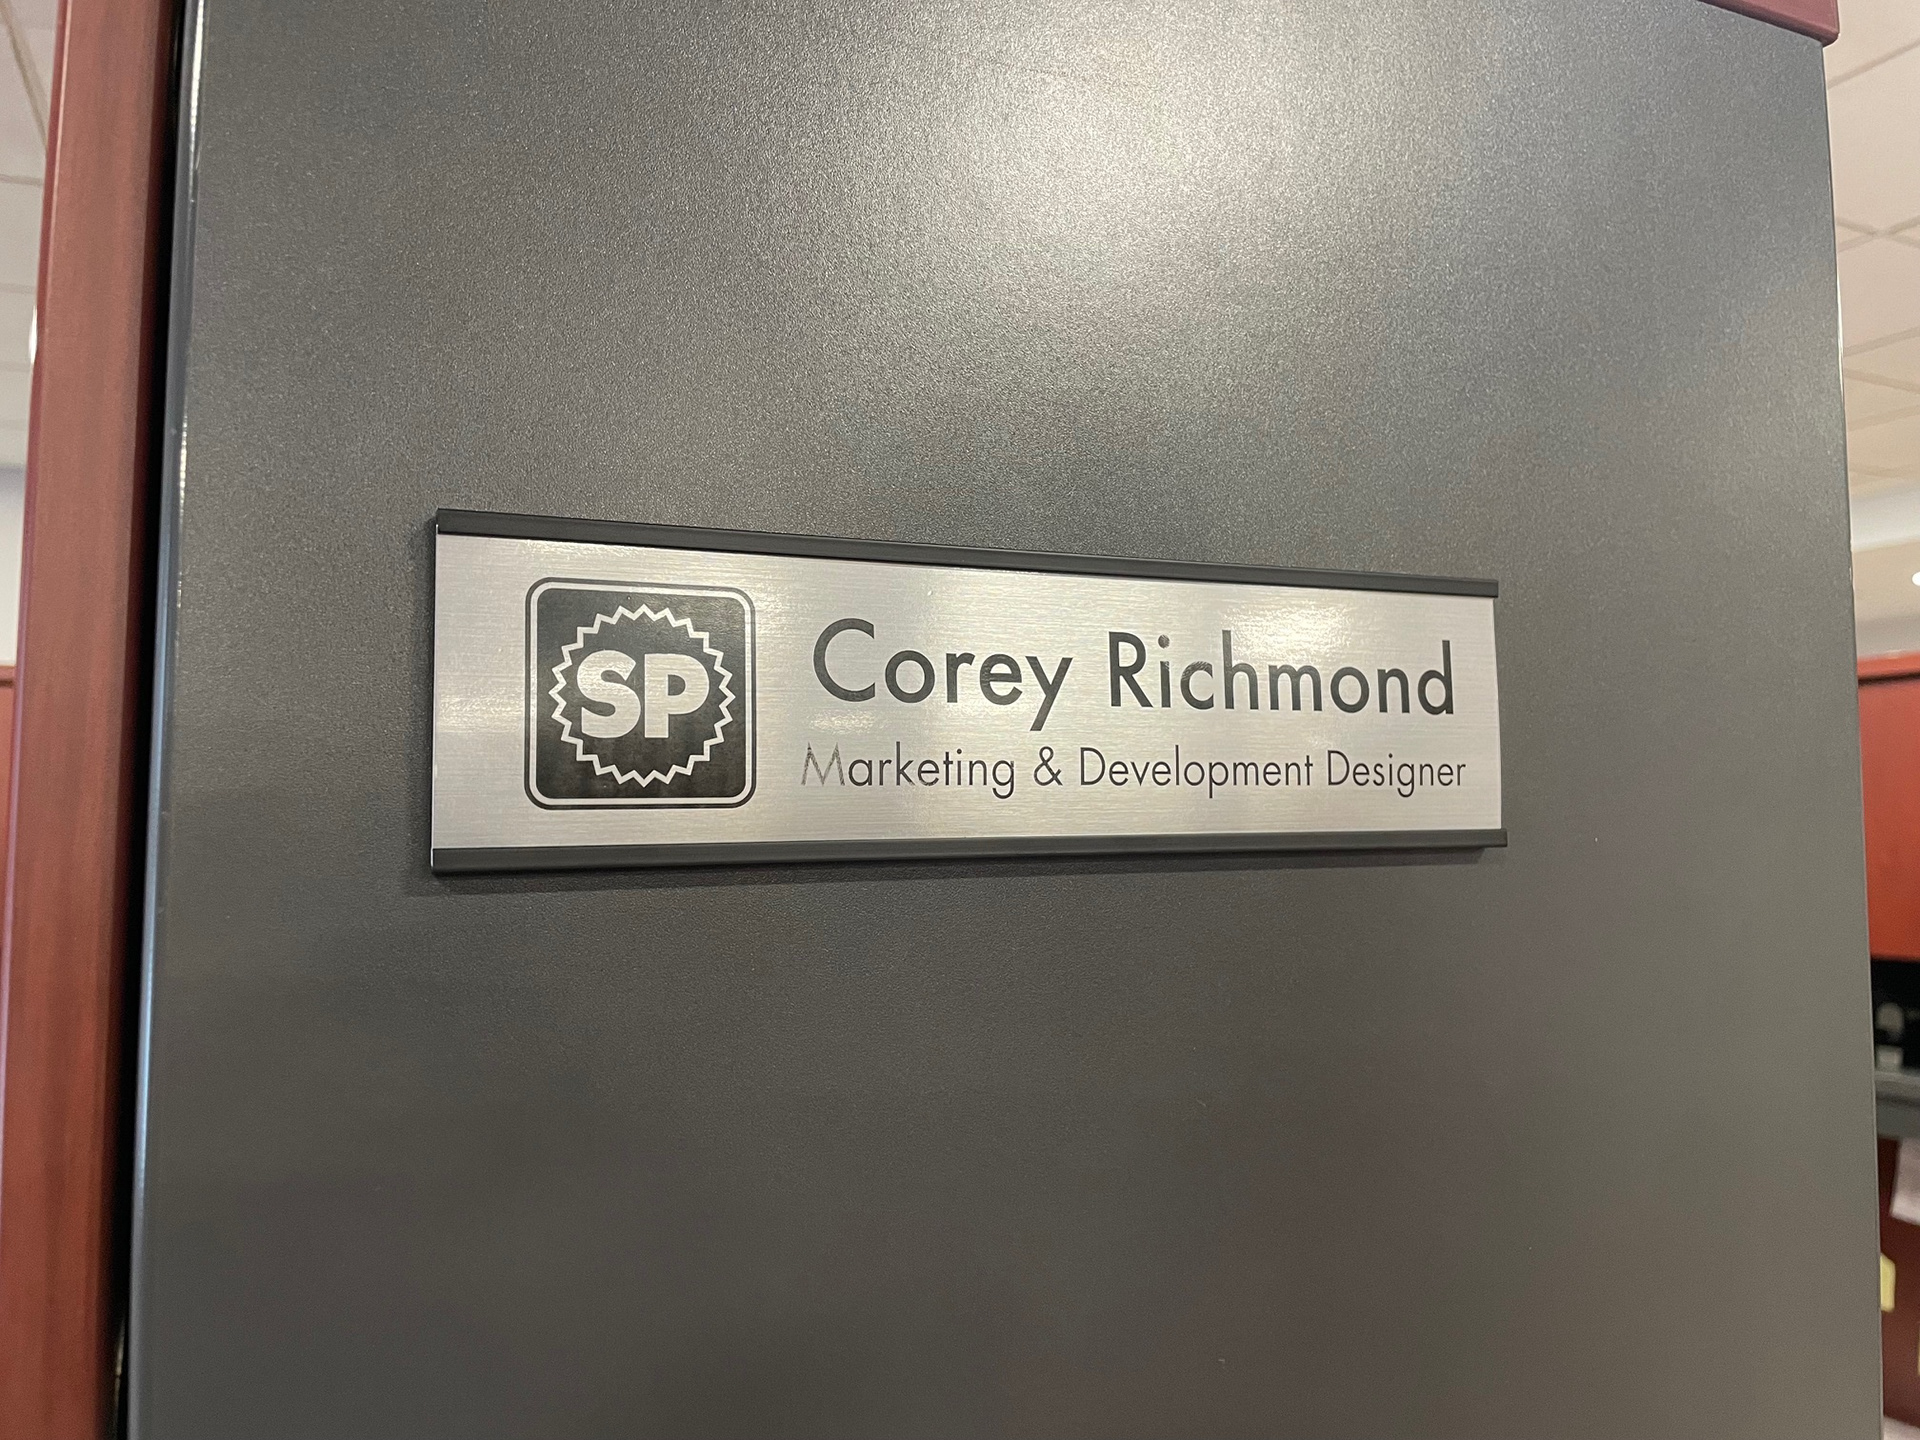 SP
Corey Richmond
Marketing & Development Designer